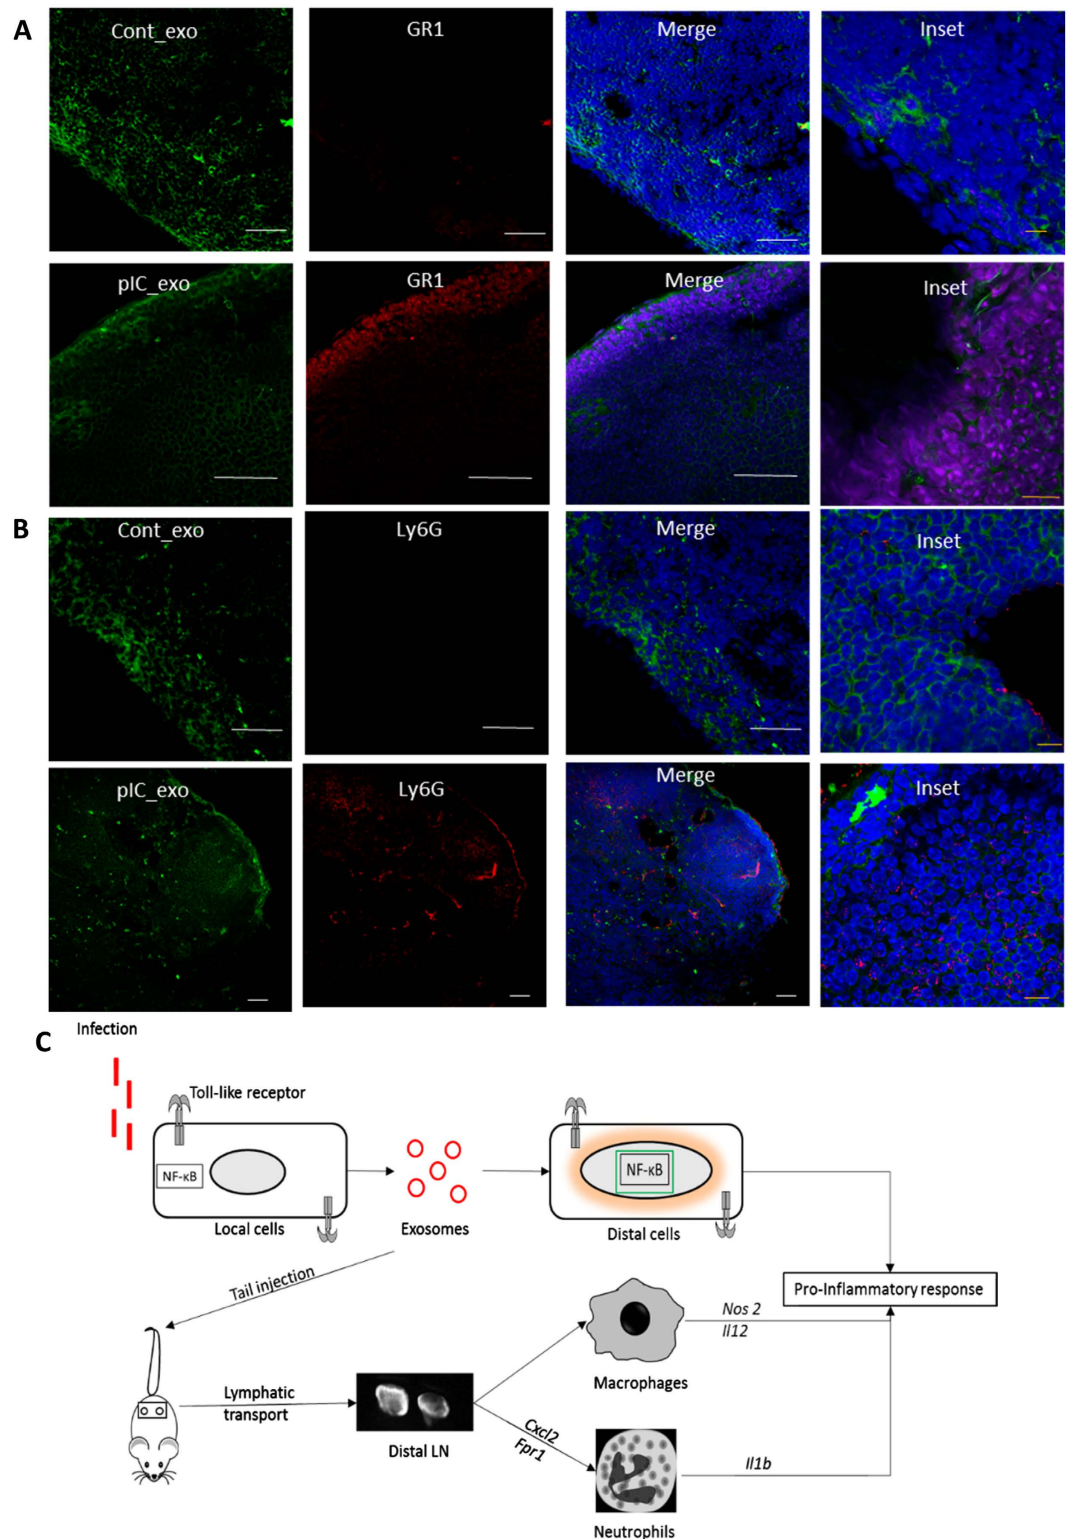 A
Cont_exo
GR1
Merge
Inset
pIC_exo
GR1
Merge
Inset
B
Cont_exo
Ly6G
Merge
Inset
pIC_exo
Ly6G
Merge
Inset
C
Infection
Toll-like receptor
NF-κB
NF-κB
Local cells
Exosomes
Distal cells
Tail injection
Pro-Inflammatory response
Nos 2
Il12
Macrophages
Lymphatic
transport
Distal LN
Cxcl2
Fpr1
Il1b
Neutrophils